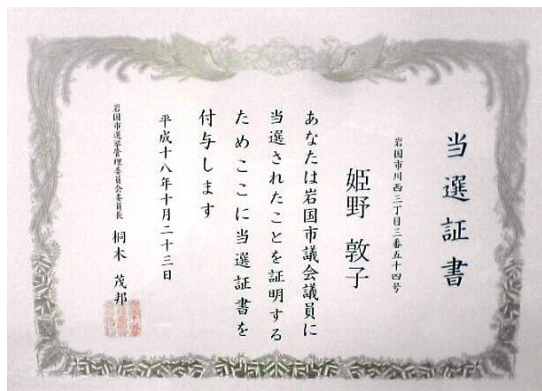 当選証書
岩国市川西三丁目三番五十四号
姫野敦子
あなたは岩国市議会議員に
当選されたことを証明する
ためここに当選証書を
付与します
平成十八年十月二十三日
岩国市選挙管理委員会委員長 桐木 茂邦